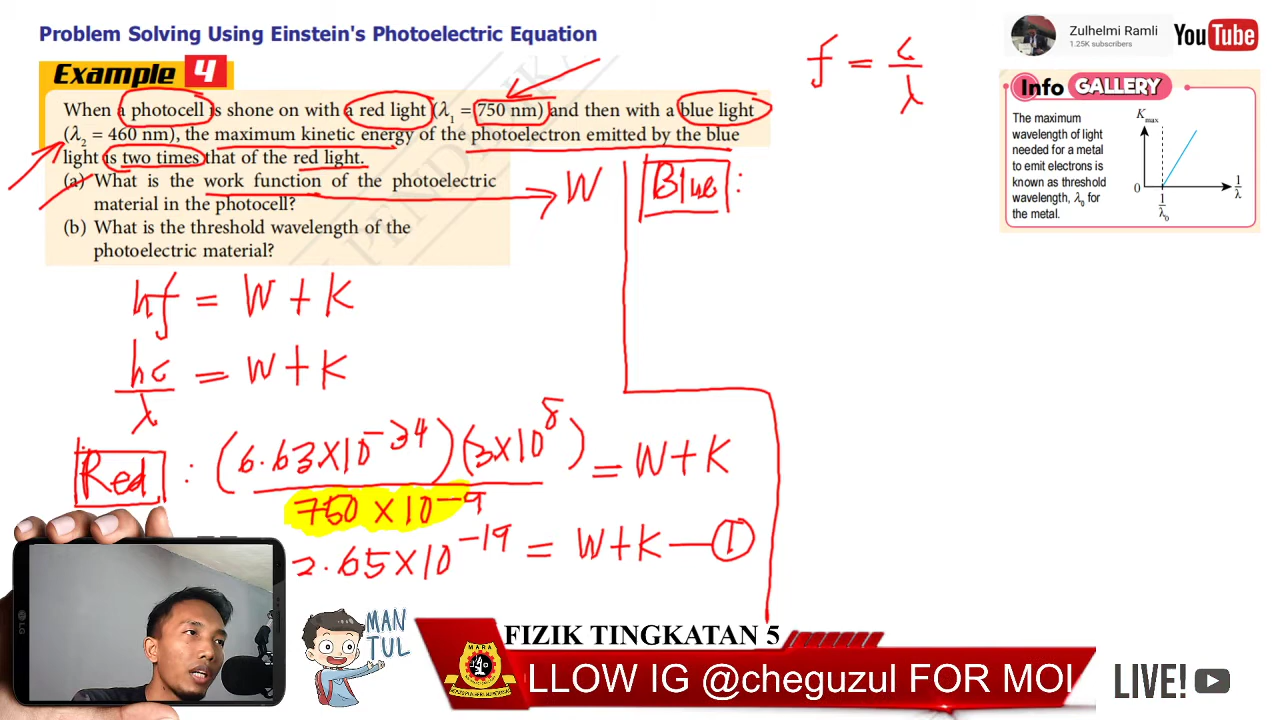 Problem Solving Using Einstein's Photoelectric Equation
Example 4
When a photocell is shone on with a red light (λ1 = 750 nm) and then with a blue light
(λ2 = 460 nm), the maximum kinetic energy of the photoelectron emitted by the blue
light is two times that of the red light.
(a) What is the work function of the photoelectric
material in the photocell?
(b) What is the threshold wavelength of the
photoelectric material?
W
Blue :
f = c/λ
Zulhelmi Ramli
1.25K subscribers
YouTube
Info GALLERY
The maximum
wavelength of light
needed for a metal
to emit electrons is
known as threshold
wavelength, λ0 for
the metal.
Kmax
0
1/λ
1/λ0
hf = W + K
hc/λ = W + K
Red : (6.63×10^-34)(3×10^8)/750×10^-9 = W+K
2.65×10^-19 = W+K — ①
LG
MAN
TUL
MARA
FIZIK TINGKATAN 5
LLOW IG @cheguzul FOR MO
LIVE!